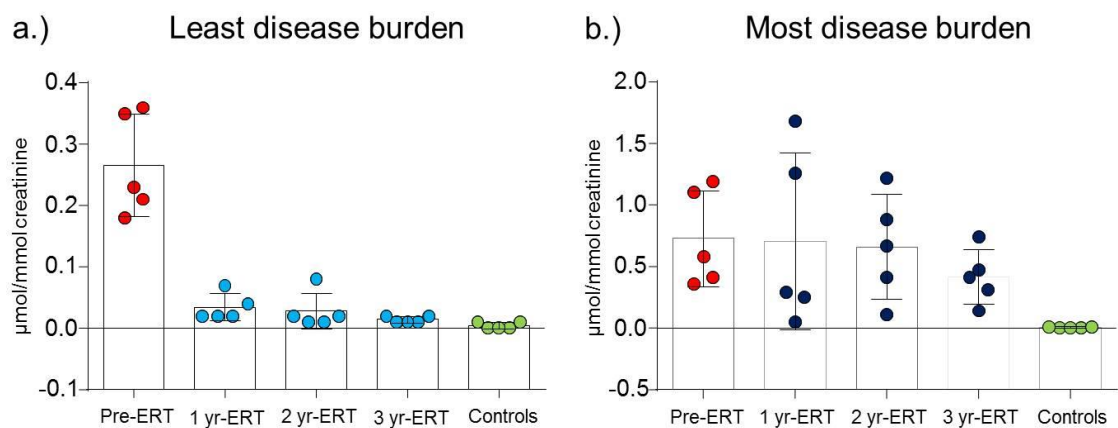 a.) Least disease burden
μmol/mmol creatinine
0.4
0.3
0.2
0.1
0.0
-0.1
Pre-ERT 1 yr-ERT 2 yr-ERT 3 yr-ERT Controls
b.) Most disease burden
μmol/mmol creatinine
2.0
1.5
1.0
0.5
0.0
-0.5
Pre-ERT 1 yr-ERT 2 yr-ERT 3 yr-ERT Controls